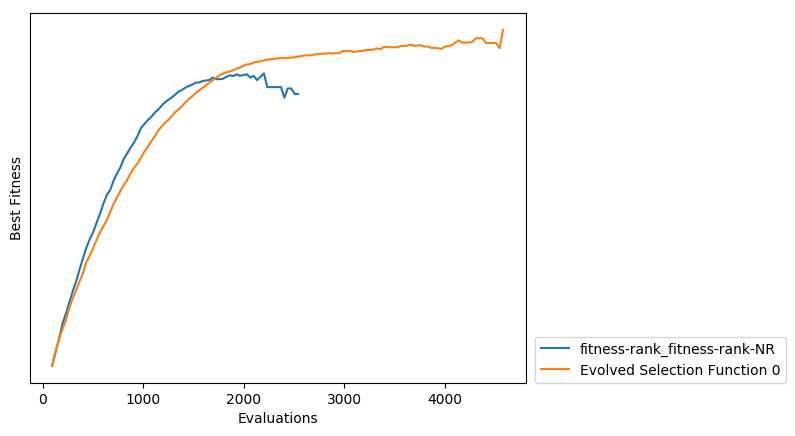 Best Fitness
0 1000 2000 3000 4000
Evaluations
fitness-rank_fitness-rank-NR
Evolved Selection Function 0